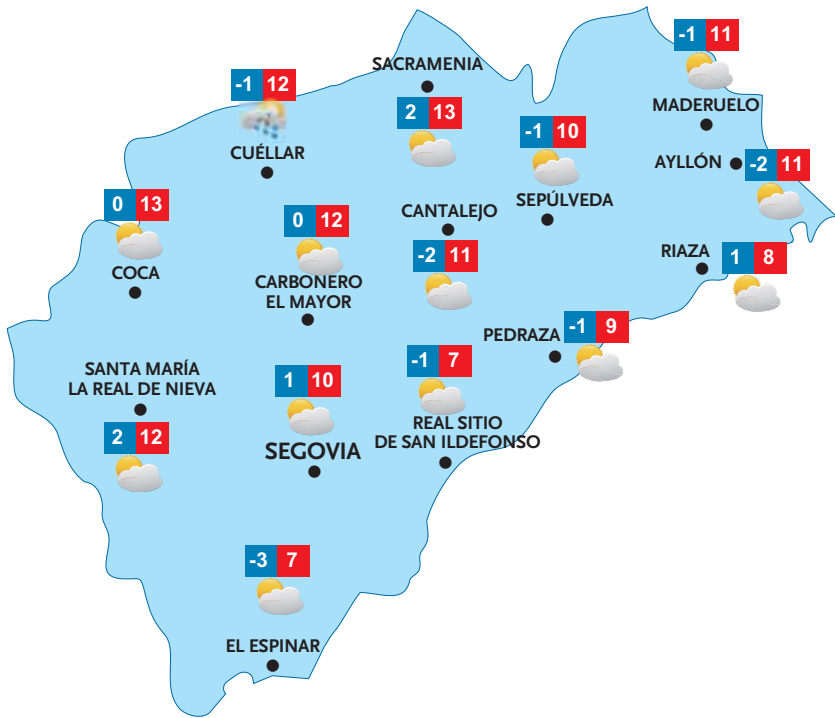 -1 11
SACRAMENIA
-1 12
MADERUELO
2 13
-1 10
CUÉLLAR
AYLLÓN
-2 11
0 13
SEPÚLVEDA
CANTALEJO
0 12
COCA
-2 11
RIAZA
1 8
CARBONERO
EL MAYOR
-1 9
PEDRAZA
SANTA MARÍA
LA REAL DE NIEVA
-1 7
1 10
REAL SITIO
DE SAN ILDEFONSO
2 12
SEGOVIA
-3 7
EL ESPINAR